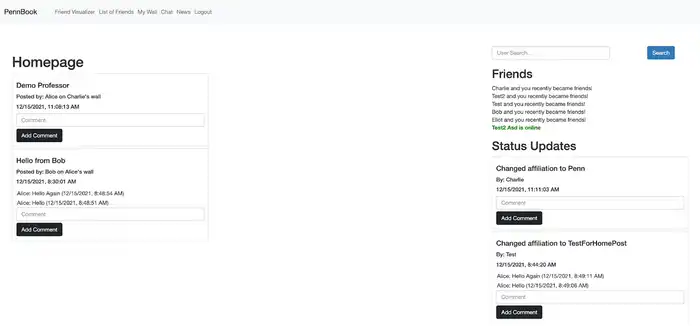 PennBook
Friend Visualizer List of Friends My Wall Chat News Logout
Homepage
Demo Professor
Posted by: Alice on Charlie's wall
12/15/2021, 11:08:13 AM
Comment
Add Comment
Hello from Bob
Posted by: Bob on Alice's wall
12/15/2021, 8:30:01 AM
Alice: Hello Again (12/15/2021, 8:48:54 AM)
Alice: Hello (12/15/2021, 8:48:51 AM)
Comment
Add Comment
User Search...
Search
Friends
Charlie and you recently became friends!
Test2 and you recently became friends!
Test and you recently became friends!
Bob and you recently became friends!
Eliot and you recently became friends!
Test2 Asd is online
Status Updates
Changed affiliation to Penn
By: Charlie
12/15/2021, 11:11:03 AM
Comment
Add Comment
Changed affiliation to TestForHomePost
By: Test
12/15/2021, 8:44:20 AM
Alice: Hello Again (12/15/2021, 8:49:11 AM)
Alice: Hello (12/15/2021, 8:49:06 AM)
Comment
Add Comment